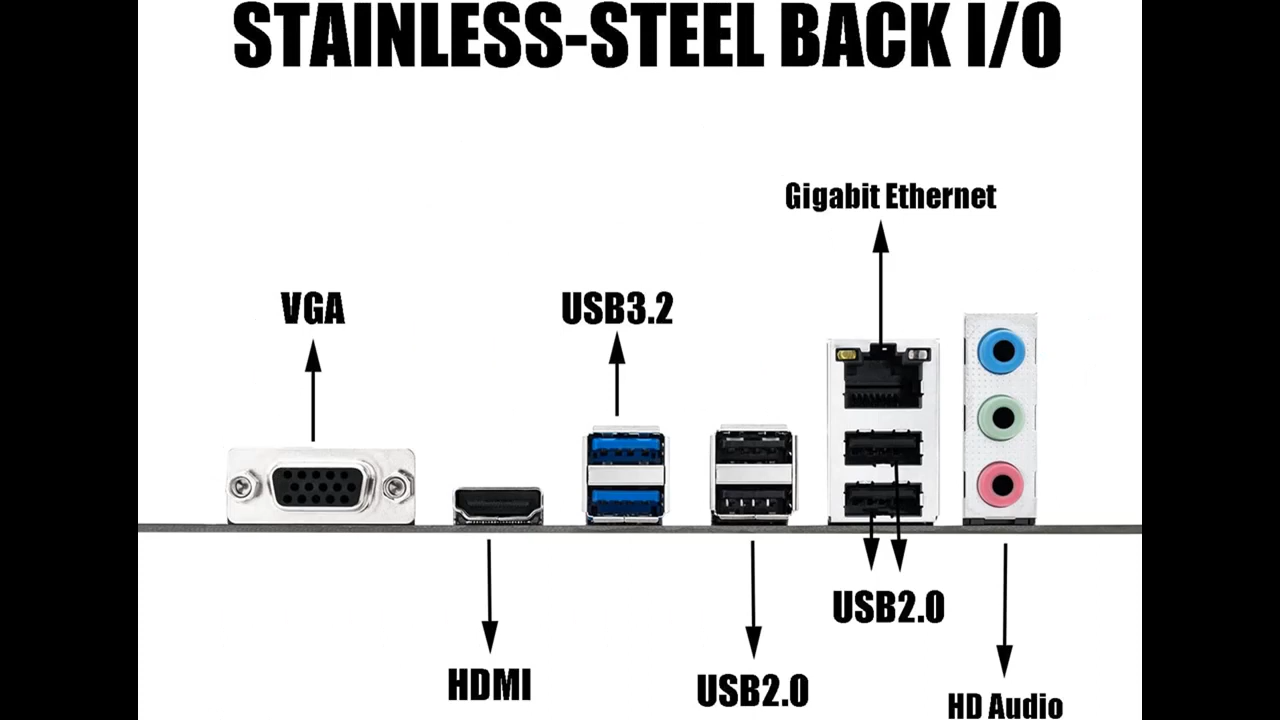 STAINLESS-STEEL BACK I/O
Gigabit Ethernet
VGA
USB3.2
USB2.0
HDMI
USB2.0
HD Audio